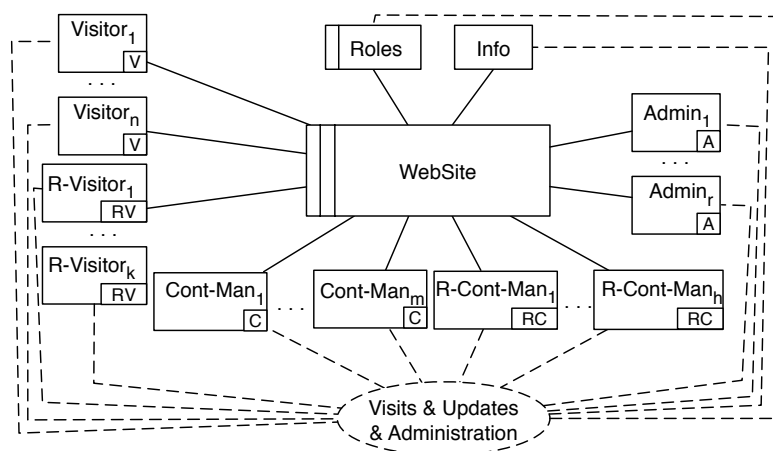 Visitor₁
V
. . .
Visitorₙ
V
R-Visitor₁
RV
. . .
R-Visitorₖ
RV
Roles
Info
WebSite
Admin₁
A
. . .
Adminᵣ
A
Cont-Man₁
C
. . .
Cont-Manₘ
C
R-Cont-Man₁
RC
. . .
R-Cont-Manₕ
RC
Visits & Updates
& Administration